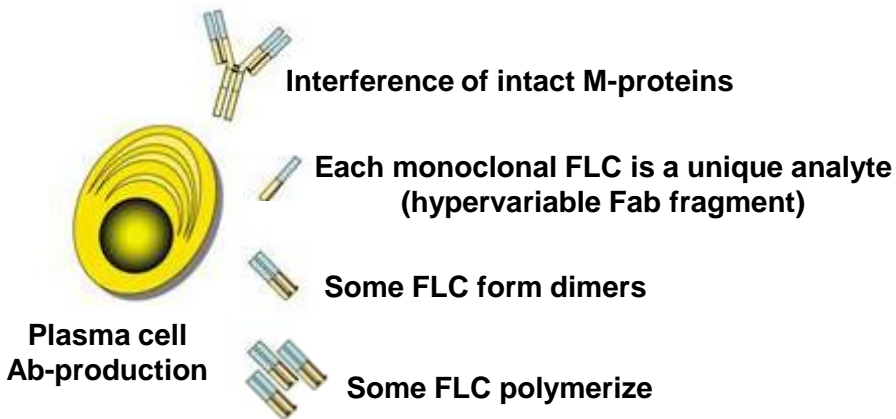 Interference of intact M-proteins
Each monoclonal FLC is a unique analyte
(hypervariable Fab fragment)
Some FLC form dimers
Plasma cell
Ab-production
Some FLC polymerize